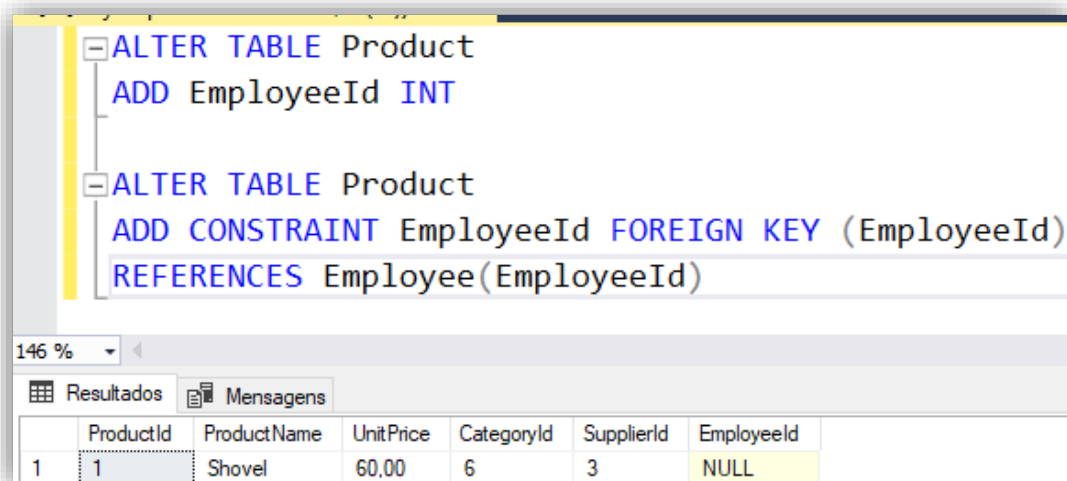 ALTER TABLE Product
ADD EmployeeId INT
ALTER TABLE Product
ADD CONSTRAINT EmployeeId FOREIGN KEY (EmployeeId)
REFERENCES Employee(EmployeeId)
146 %
Resultados Mensagens
ProductId ProductName UnitPrice CategoryId SupplierId EmployeeId
1 1 Shovel 60,00 6 3 NULL